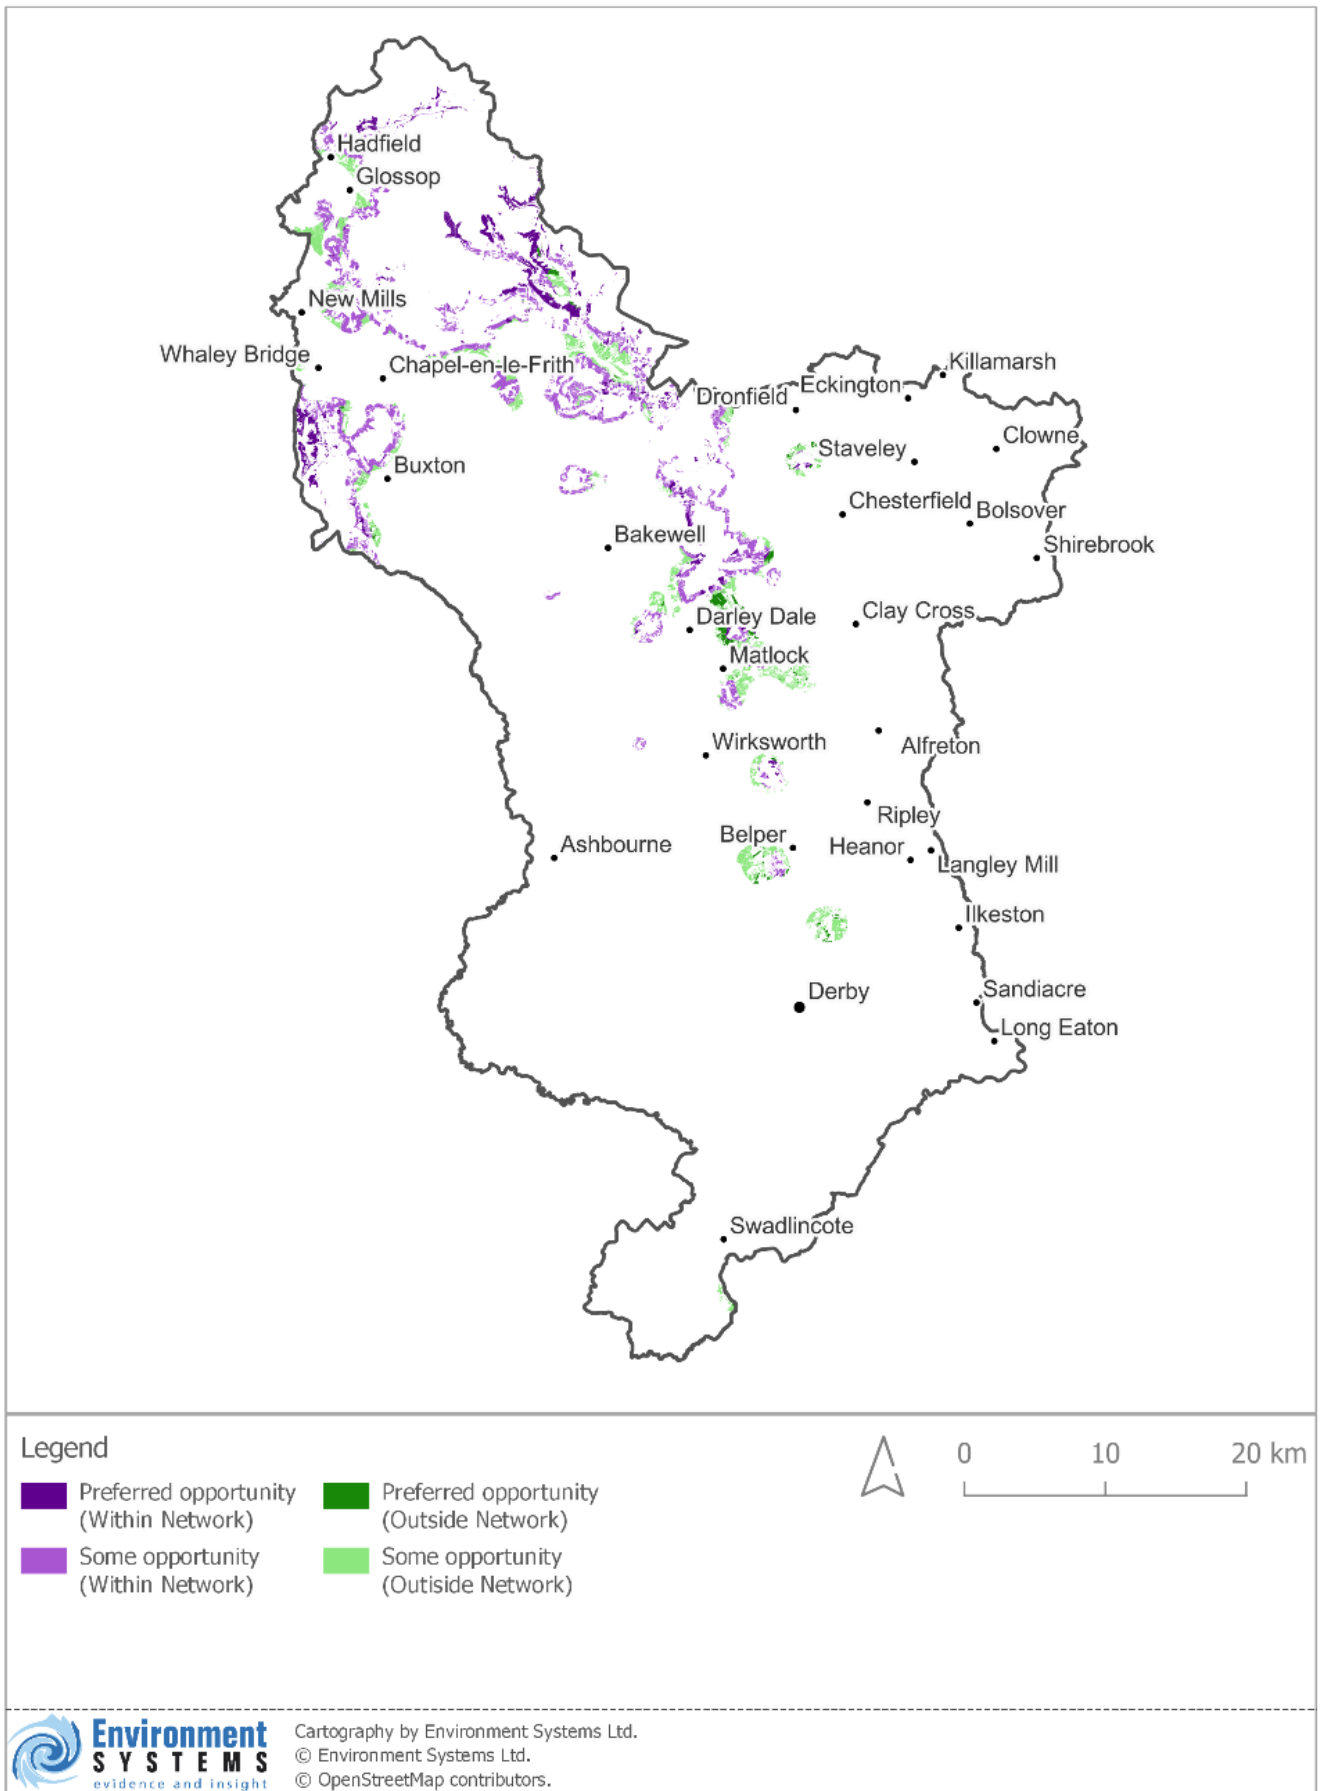 Hadfield
Glossop
New Mills
Whaley Bridge
Chapel-en-le-Frith
Killamarsh
Eckington
Dronfield
Clowne
Staveley
Buxton
Chesterfield
Bolsover
Bakewell
Shirebrook
Clay Cross
Darley Dale
Matlock
Wirksworth
Alfreton
Ripley
Belper
Heanor
Ashbourne
Langley Mill
Ilkeston
Derby
Sandiacre
Long Eaton
Swadlincote
Legend
0 10 20 km
Preferred opportunity
(Within Network)
Preferred opportunity
(Outside Network)
Some opportunity
(Within Network)
Some opportunity
(Outiside Network)
Environment
SYSTEMS
evidence and insight
Cartography by Environment Systems Ltd.
© Environment Systems Ltd.
© OpenStreetMap contributors.